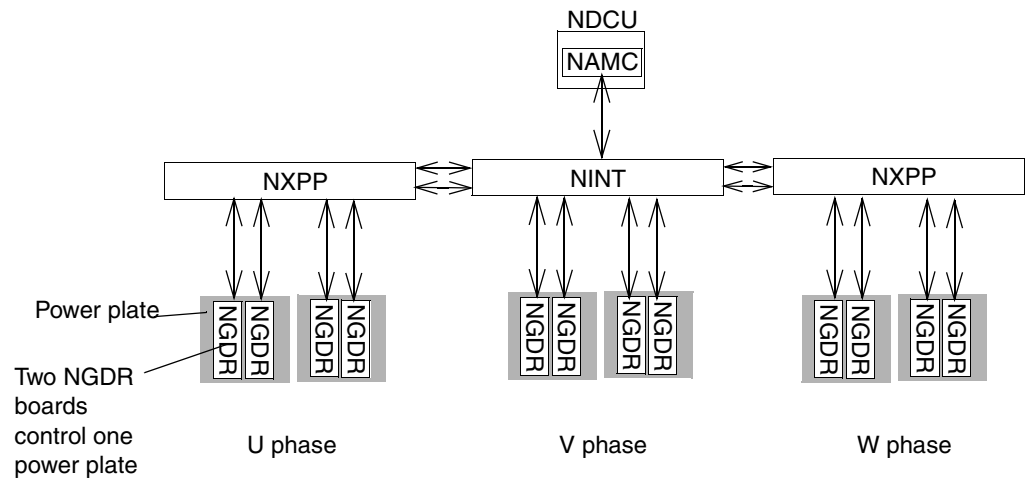 NDCU
NAMC
NXPP
NINT
NXPP
NGDR
NGDR
NGDR
NGDR
NGDR
NGDR
NGDR
NGDR
NGDR
NGDR
NGDR
NGDR
Power plate
Two NGDR
boards
control one
power plate
U phase
V phase
W phase